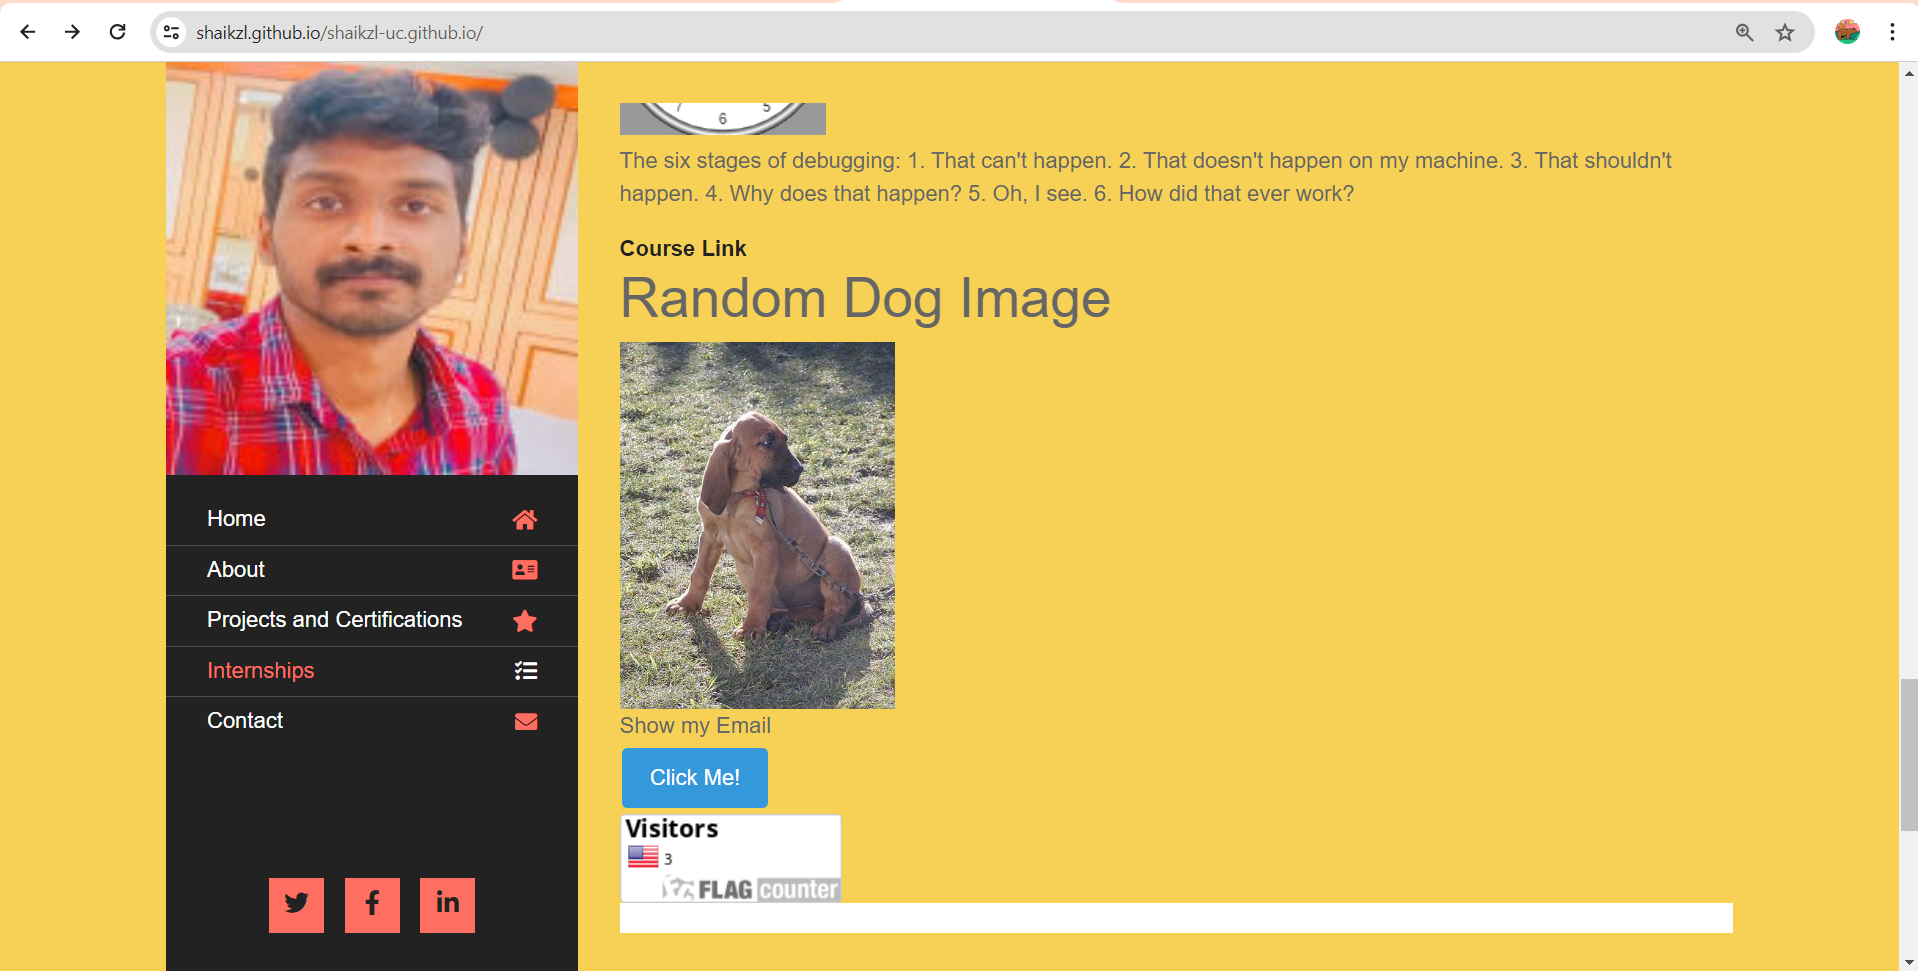 shaikzl.github.io/shaikzl-uc.github.io/
7 6 5
The six stages of debugging: 1. That can't happen. 2. That doesn't happen on my machine. 3. That shouldn't
happen. 4. Why does that happen? 5. Oh, I see. 6. How did that ever work?
Course Link
Random Dog Image
Show my Email
Click Me!
Visitors
3
FLAG counter
Home
About
Projects and Certifications
Internships
Contact